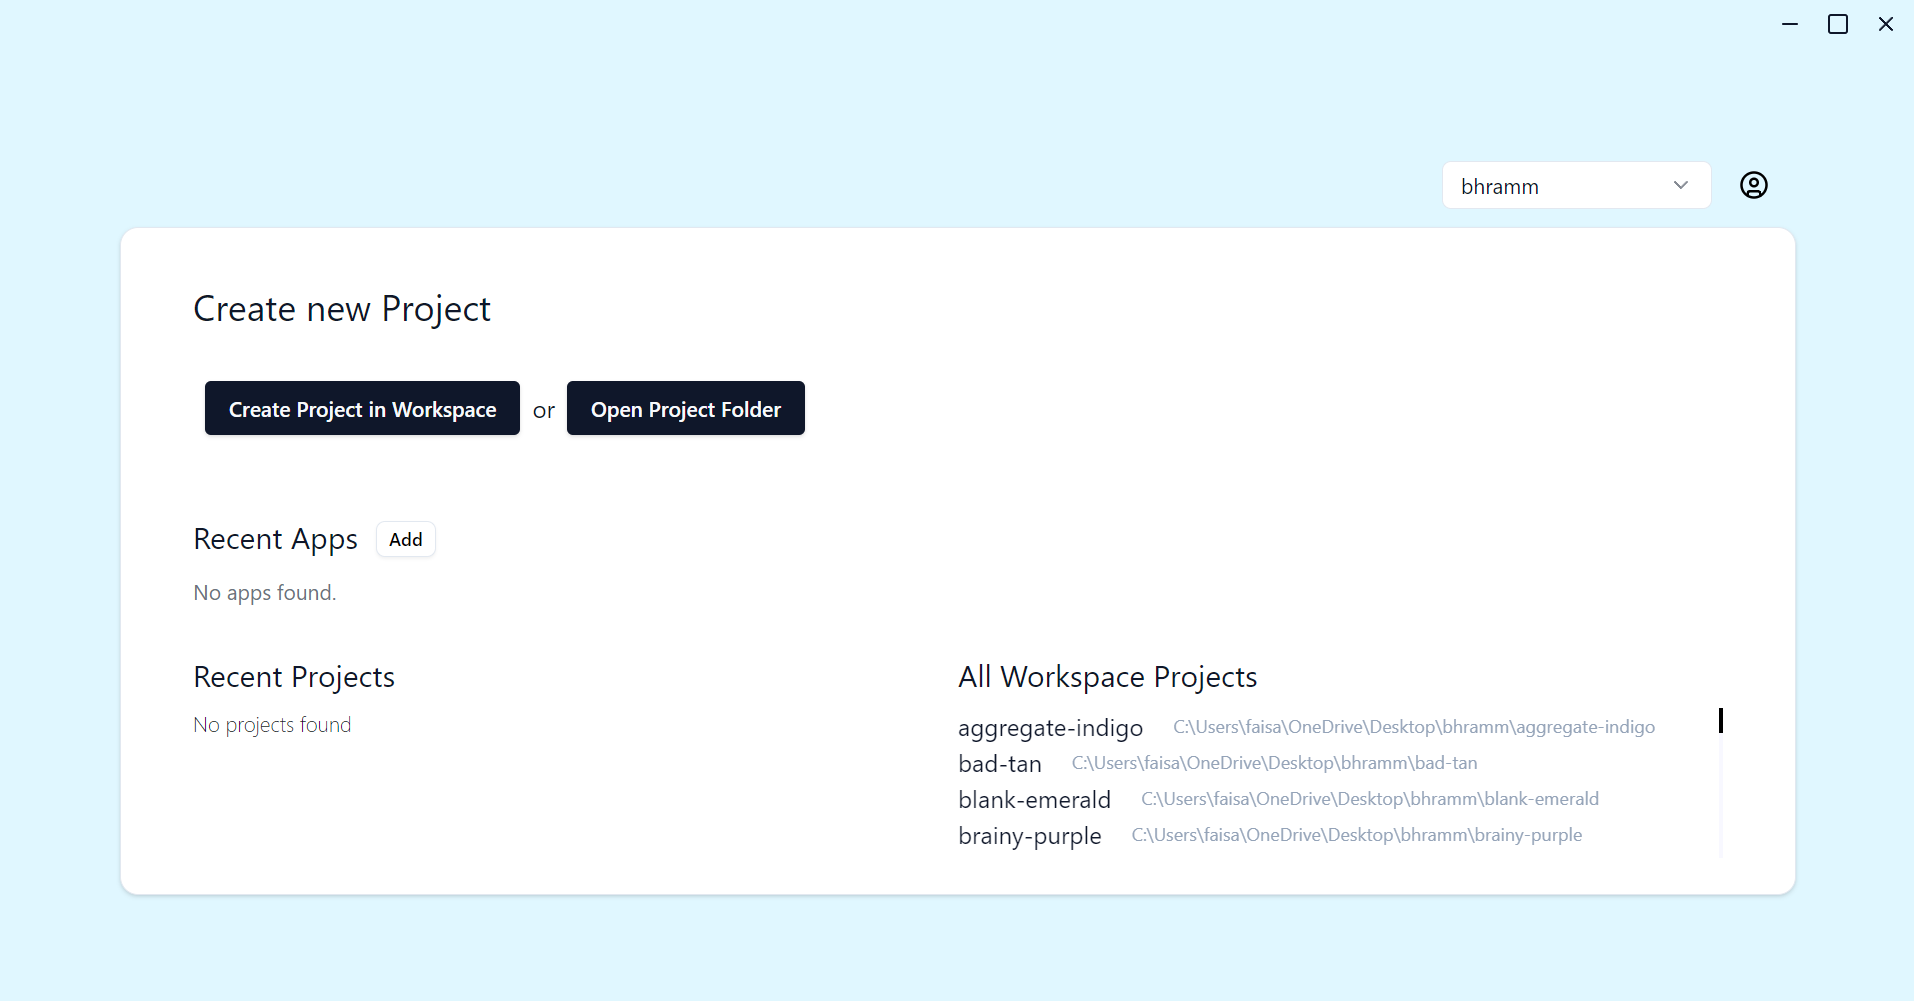 bhramm
Create new Project
Create Project in Workspace or Open Project Folder
Recent Apps Add
No apps found.
Recent Projects
No projects found
All Workspace Projects
aggregate-indigo C:\Users\faisa\OneDrive\Desktop\bhramm\aggregate-indigo
bad-tan C:\Users\faisa\OneDrive\Desktop\bhramm\bad-tan
blank-emerald C:\Users\faisa\OneDrive\Desktop\bhramm\blank-emerald
brainy-purple C:\Users\faisa\OneDrive\Desktop\bhramm\brainy-purple